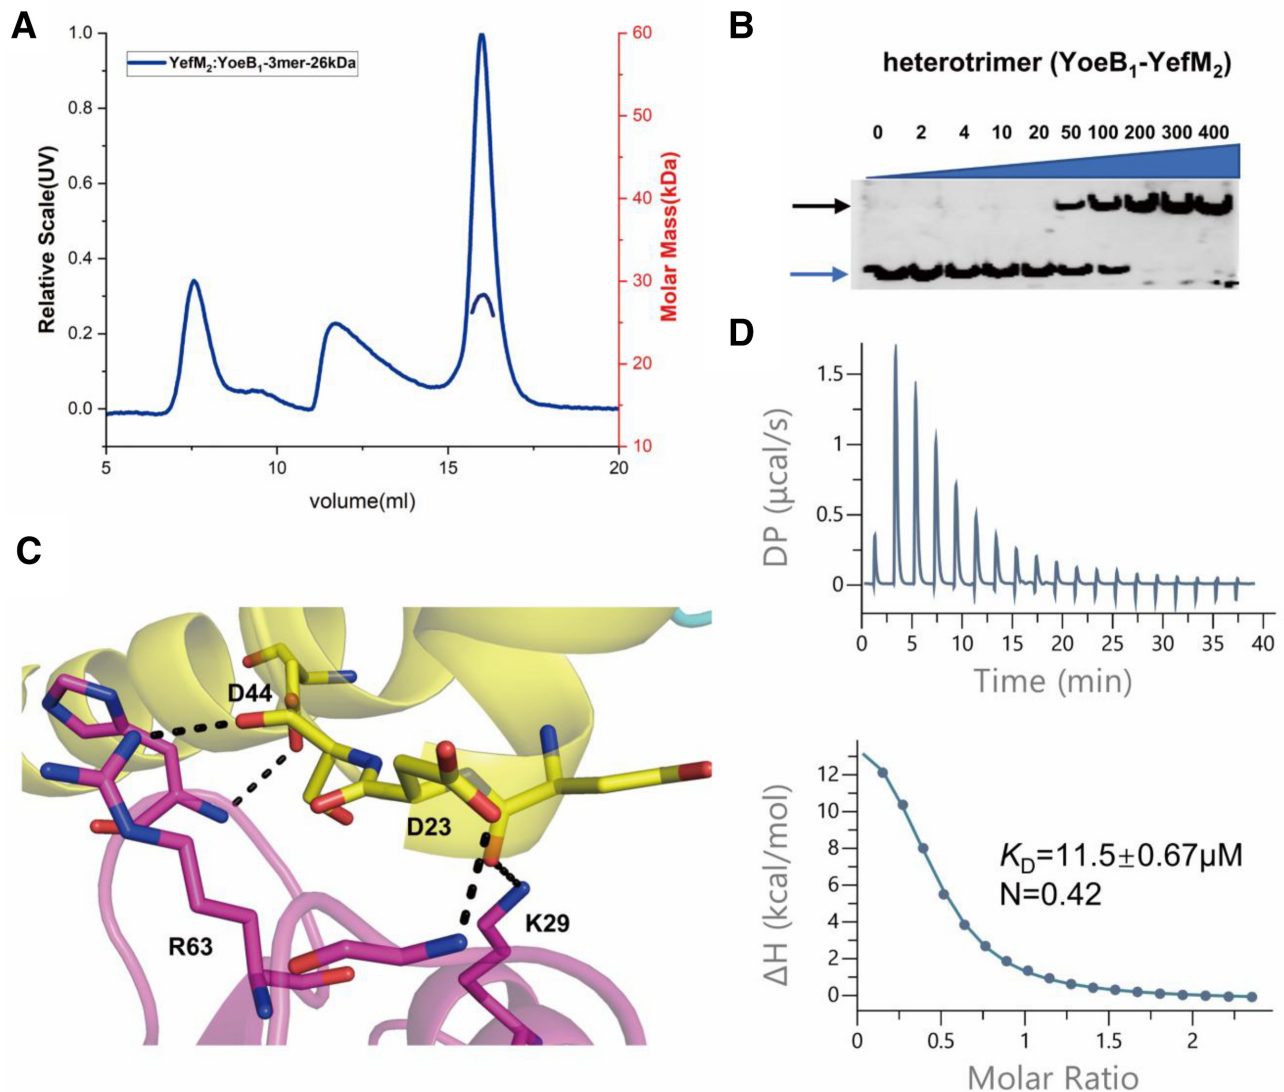 A
1.0
0.8
0.6
0.4
0.2
0.0
Relative Scale(UV)
YefM2:YoeB1-3mer-26kDa
60
50
40
30
20
10
Molar Mass(kDa)
5 10 15 20
volume(ml)
B
heterotrimer (YoeB1-YefM2)
0 2 4 10 20 50 100 200 300 400
C
D44
D23
K29
R63
D
1.5
1
0.5
0
DP (µcal/s)
0 5 10 15 20 25 30 35 40
Time (min)
12
10
8
6
4
2
0
ΔH (kcal/mol)
KD=11.5±0.67µM
N=0.42
0 0.5 1 1.5 2
Molar Ratio